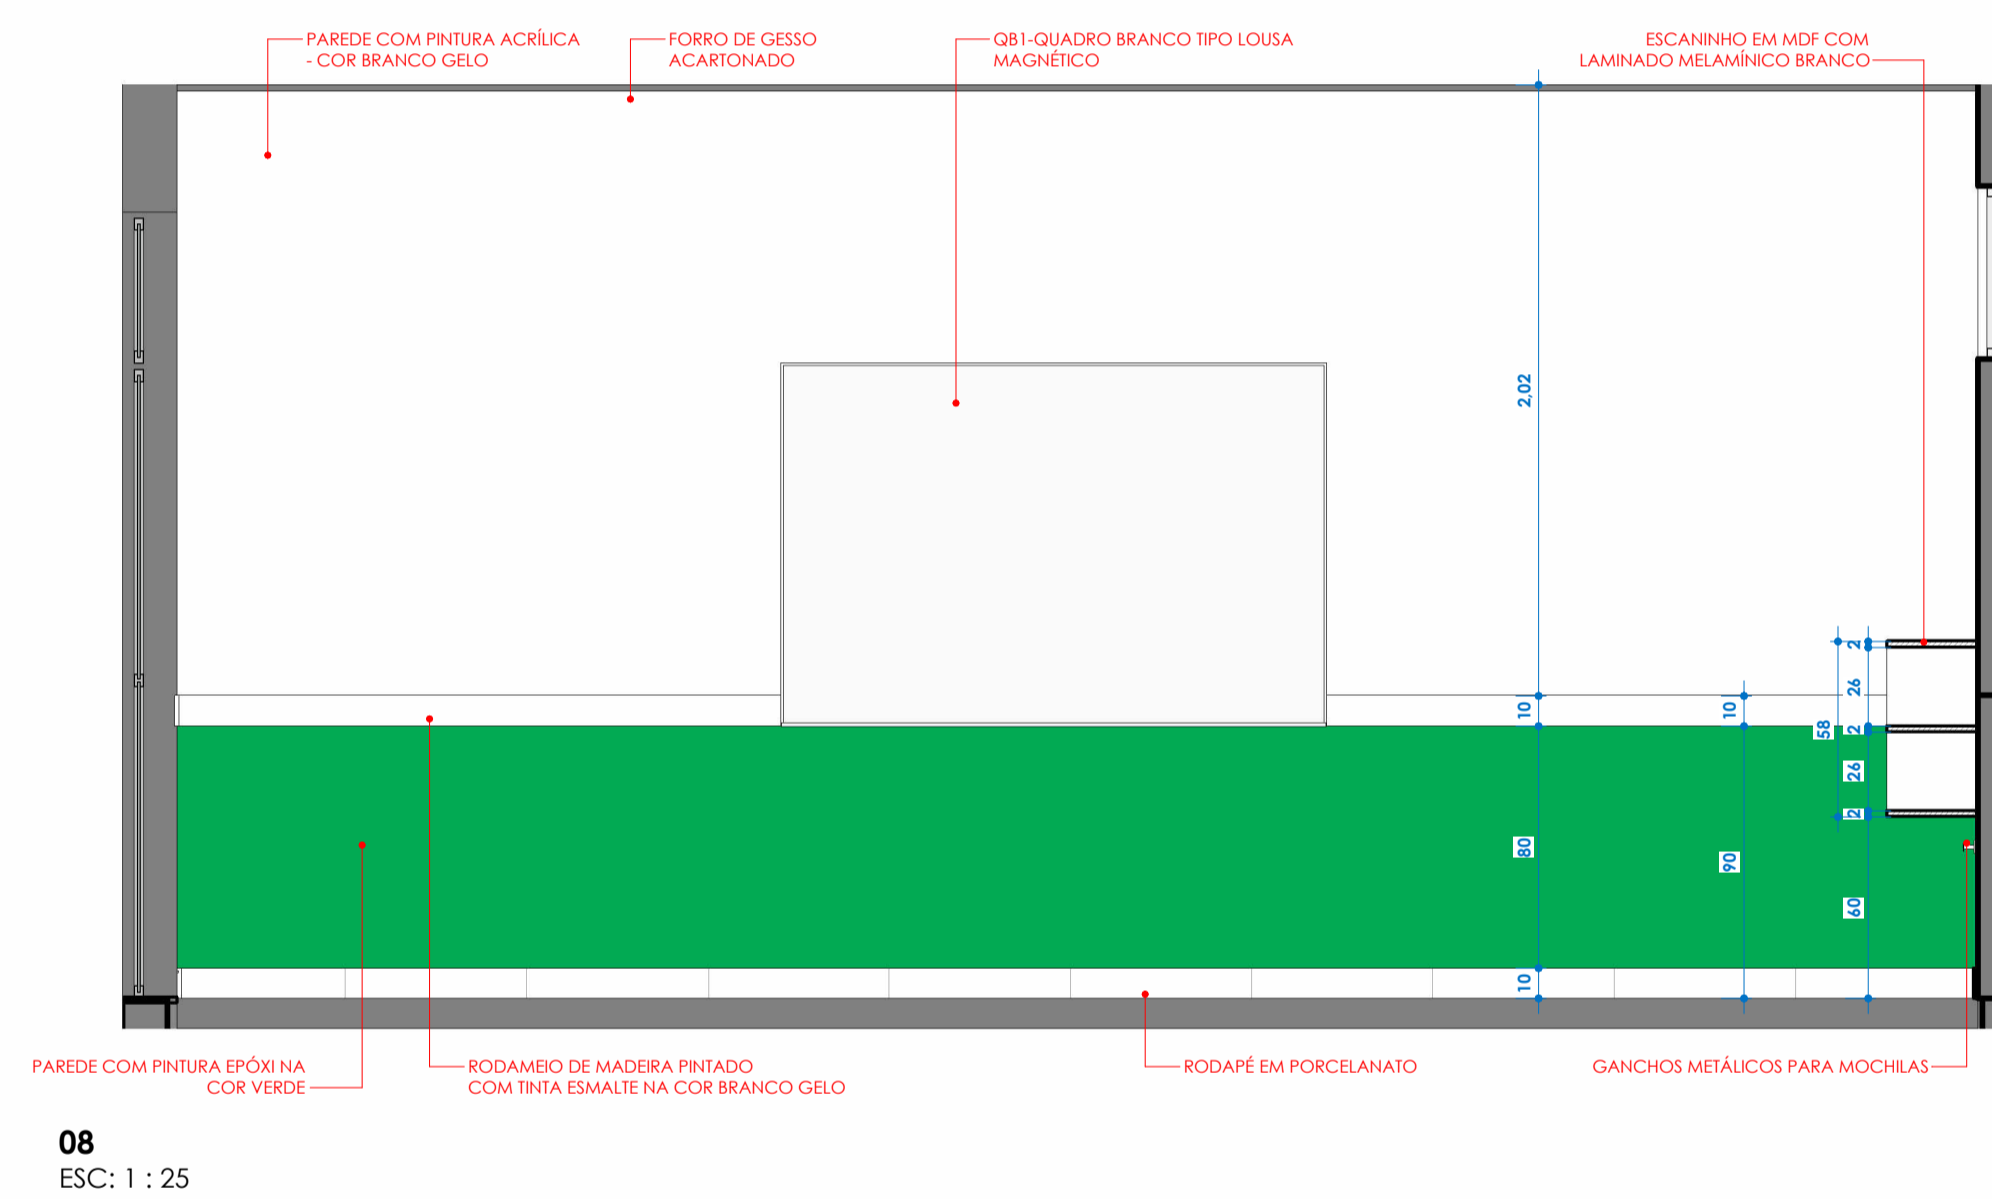 PAREDE COM PINTURA ACRÍLICA
- COR BRANCO GELO
FORRO DE GESSO
ACARTONADO
QB1-QUADRO BRANCO TIPO LOUSA
MAGNÉTICO
ESCANINHO EM MDF COM
LAMINADO MELAMÍNICO BRANCO
2,02
10
80
10
10
90
58
2
26
2
26
2
60
PAREDE COM PINTURA EPÓXI NA
COR VERDE
RODAMEIO DE MADEIRA PINTADO
COM TINTA ESMALTE NA COR BRANCO GELO
RODAPÉ EM PORCELANATO
GANCHOS METÁLICOS PARA MOCHILAS
08
ESC: 1 : 25